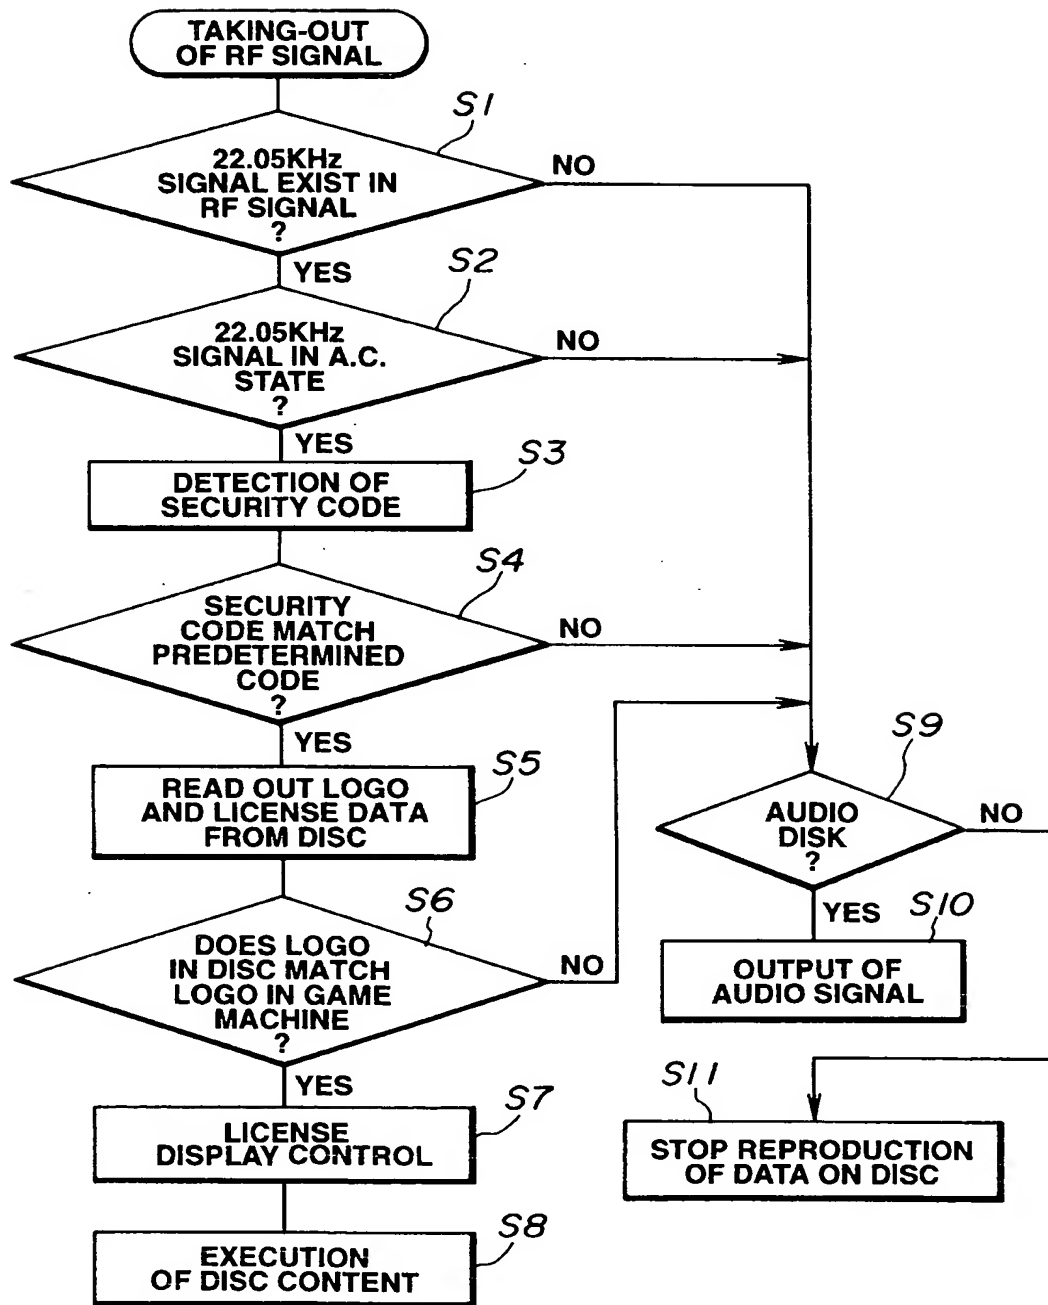 TAKING-OUT
OF RF SIGNAL
S1
22.05KHz
SIGNAL EXIST IN
RF SIGNAL
?
NO
YES
S2
22.05KHz
SIGNAL IN A.C.
STATE
?
NO
YES
S3
DETECTION OF
SECURITY CODE
S4
SECURITY
CODE MATCH
PREDETERMINED
CODE
?
NO
YES
S5
READ OUT LOGO
AND LICENSE DATA
FROM DISC
S6
DOES LOGO
IN DISC MATCH
LOGO IN GAME
MACHINE
?
NO
YES
S7
LICENSE
DISPLAY CONTROL
S8
EXECUTION
OF DISC CONTENT
S9
AUDIO
DISK
?
NO
YES
S10
OUTPUT OF
AUDIO SIGNAL
S11
STOP REPRODUCTION
OF DATA ON DISC